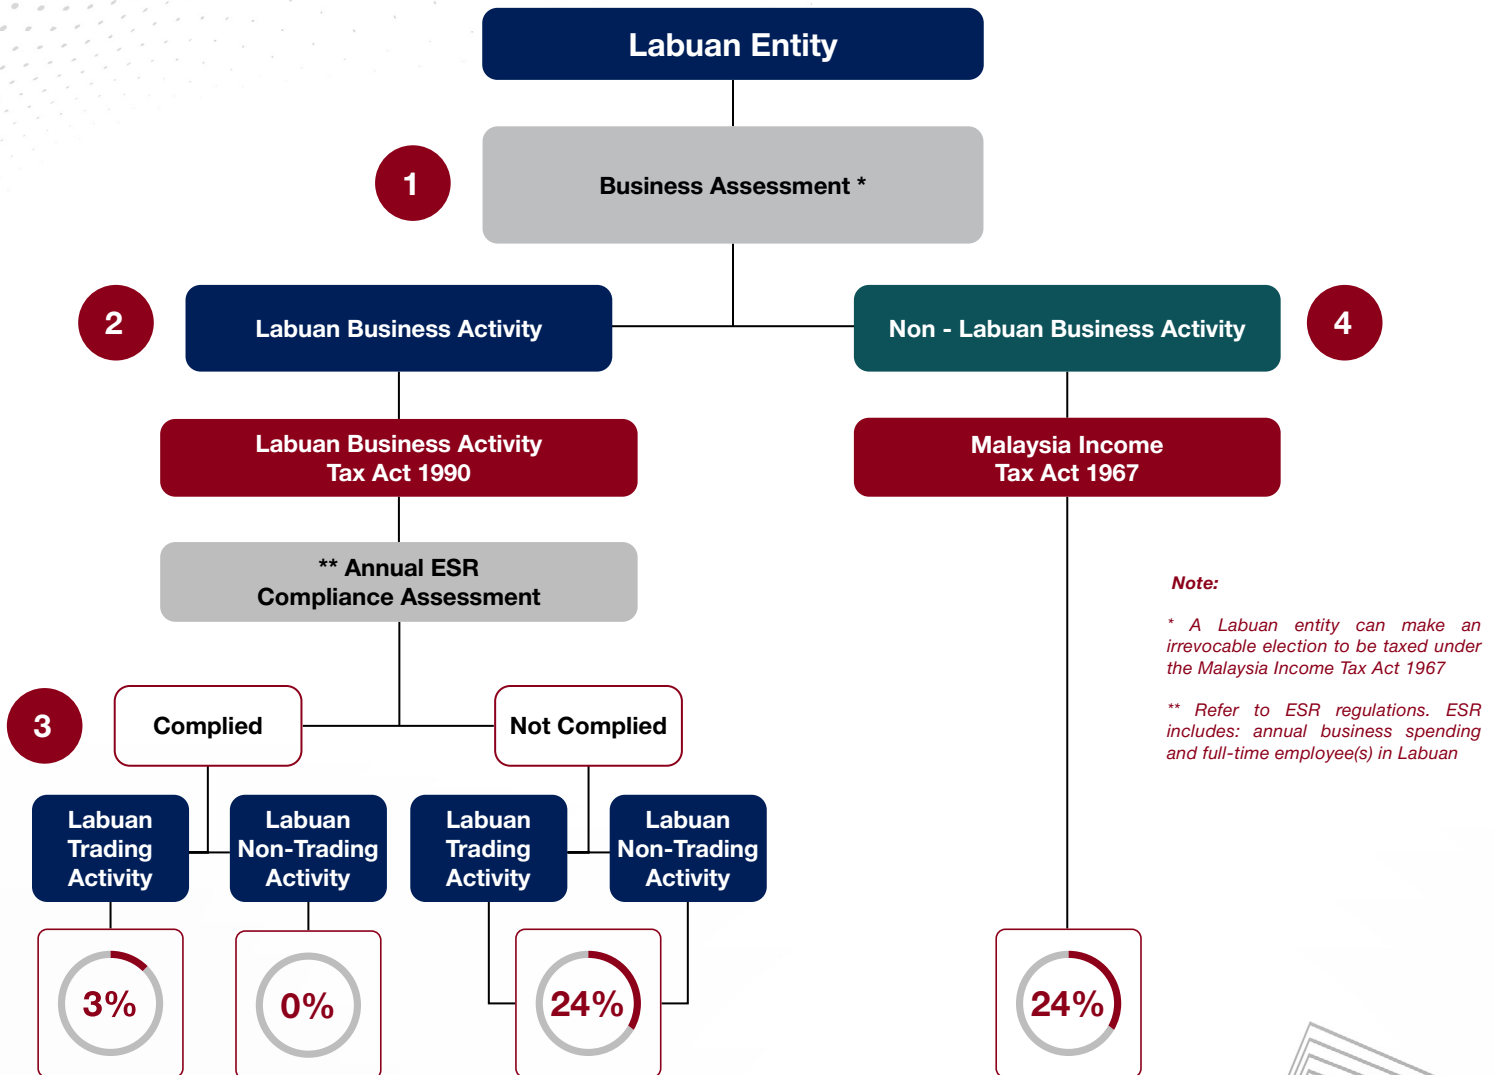 Labuan Entity
1
Business Assessment *
2
Labuan Business Activity
Non - Labuan Business Activity
4
Labuan Business Activity
Tax Act 1990
Malaysia Income
Tax Act 1967
** Annual ESR
Compliance Assessment
Note:
* A Labuan entity can make an
irrevocable election to be taxed under
the Malaysia Income Tax Act 1967
** Refer to ESR regulations. ESR
includes: annual business spending
and full-time employee(s) in Labuan
3
Complied
Not Complied
Labuan
Trading
Activity
Labuan
Non-Trading
Activity
Labuan
Trading
Activity
Labuan
Non-Trading
Activity
3%
0%
24%
24%